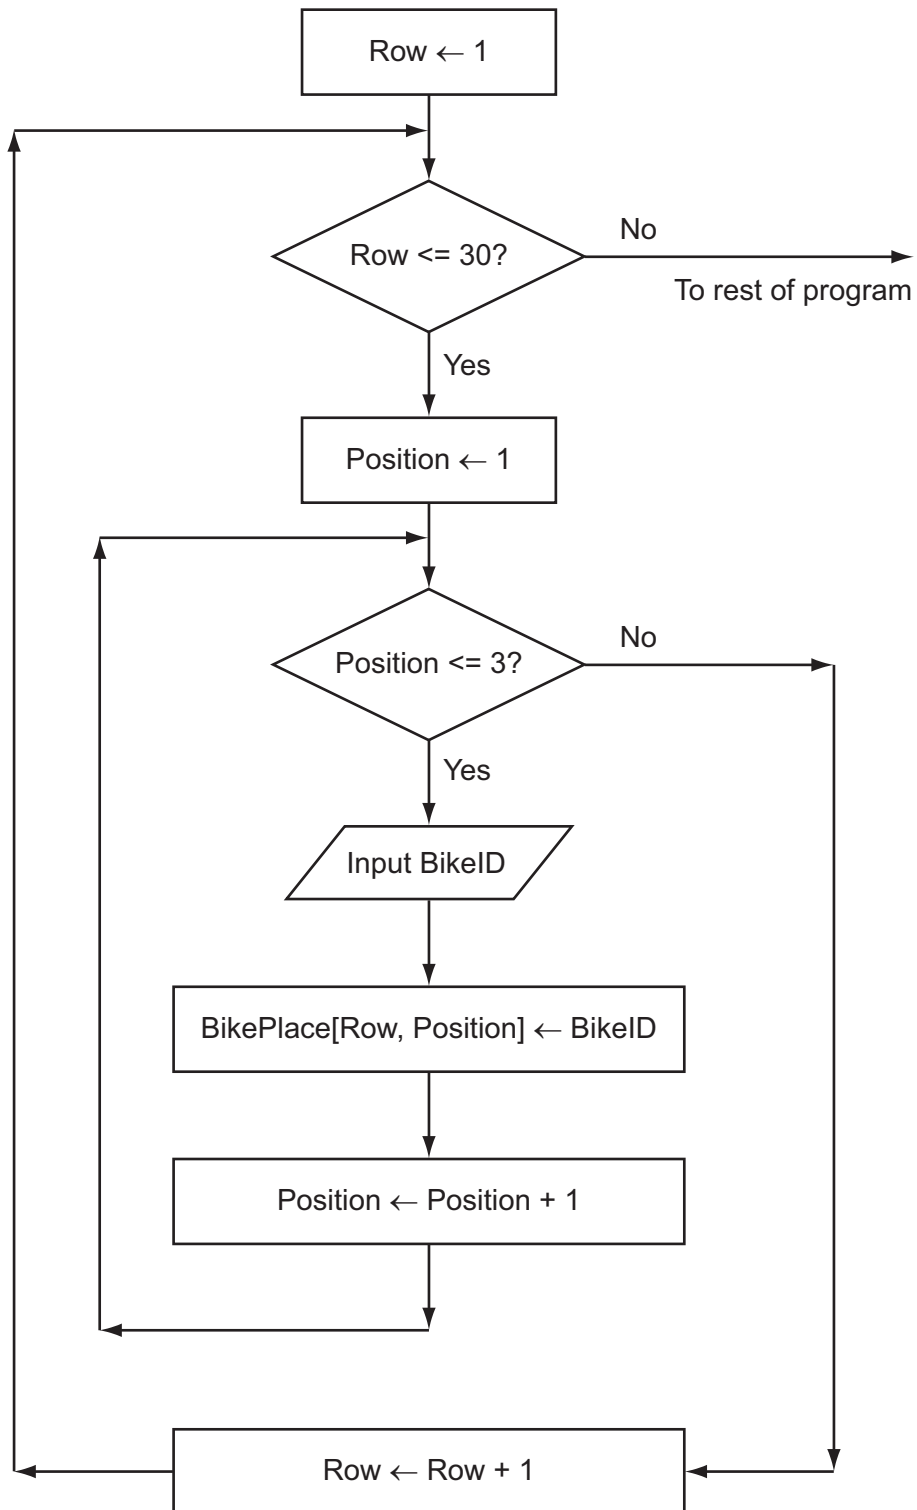 Row ← 1
Row <= 30?
No
To rest of program
Yes
Position ← 1
Position <= 3?
No
Yes
Input BikeID
BikePlace[Row, Position] ← BikeID
Position ← Position + 1
Row ← Row + 1